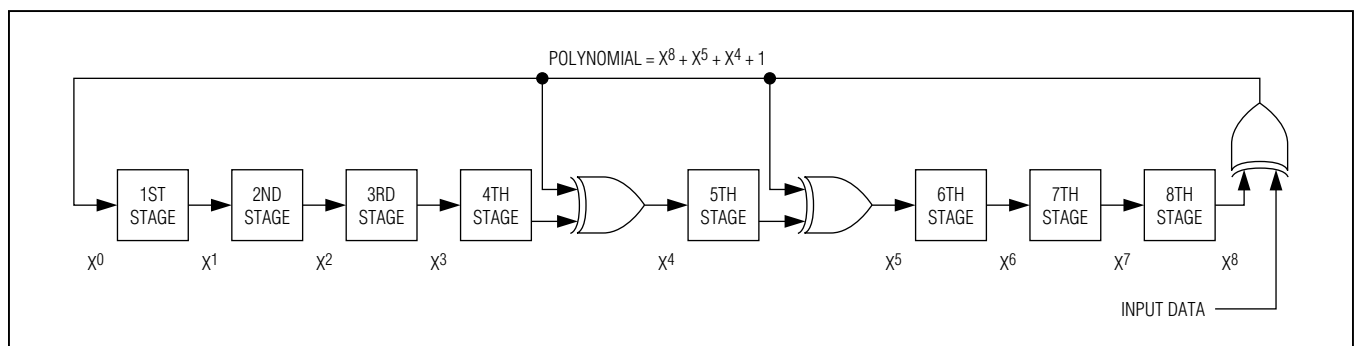 POLYNOMIAL = X⁸ + X⁵ + X⁴ + 1
1ST
STAGE
2ND
STAGE
3RD
STAGE
4TH
STAGE
5TH
STAGE
6TH
STAGE
7TH
STAGE
8TH
STAGE
X⁰ X¹ X² X³ X⁴ X⁵ X⁶ X⁷ X⁸
INPUT DATA